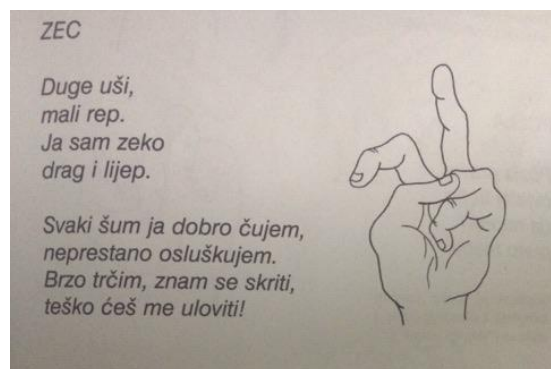 ZEC
Duge uši,
mali rep.
Ja sam zeko
drag i lijep.
Svaki šum ja dobro čujem,
neprestano osluškujem.
Brzo trčim, znam se skriti,
teško ćeš me uloviti!